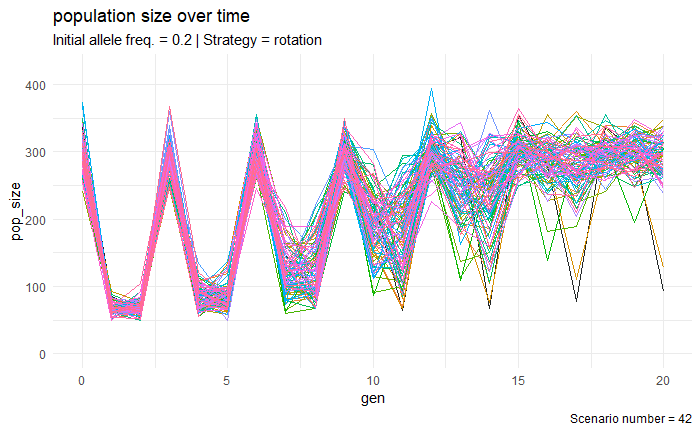 population size over time
Initial allele freq. = 0.2 | Strategy = rotation
400
300
200
100
0
pop_size
0 5 10 15 20
gen
Scenario number = 42